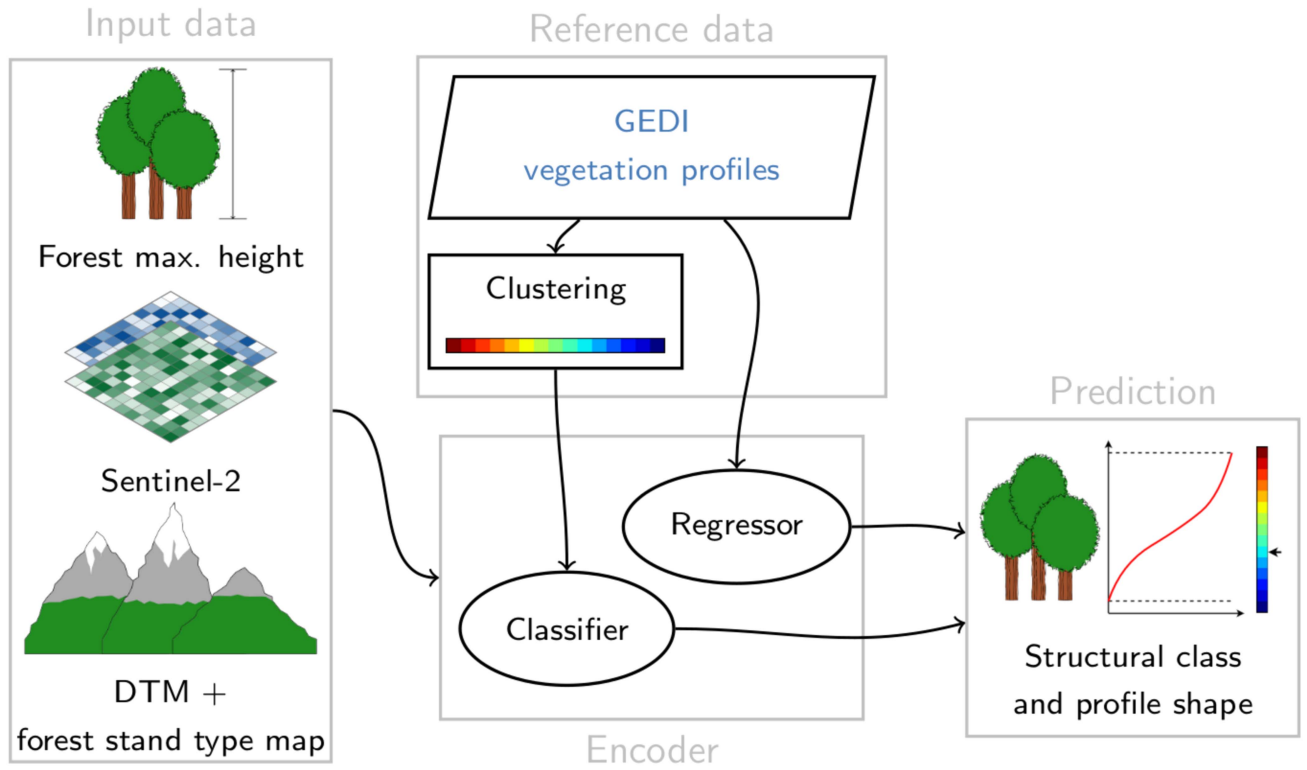 Input data
Forest max. height
Sentinel-2
DTM +
forest stand type map
Reference data
GEDI
vegetation profiles
Clustering
Regressor
Classifier
Encoder
Prediction
Structural class
and profile shape